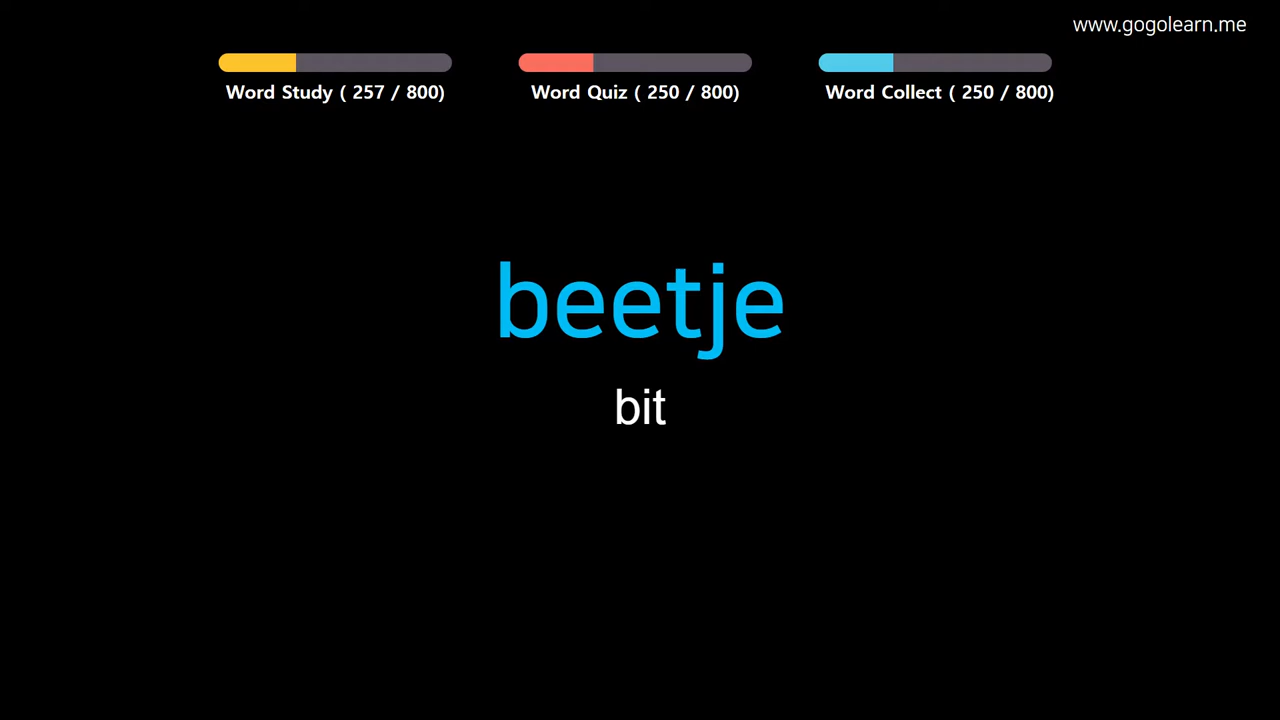 www.gogolearn.me
Word Study ( 257 / 800)
Word Quiz ( 250 / 800)
Word Collect ( 250 / 800)
beetje
bit